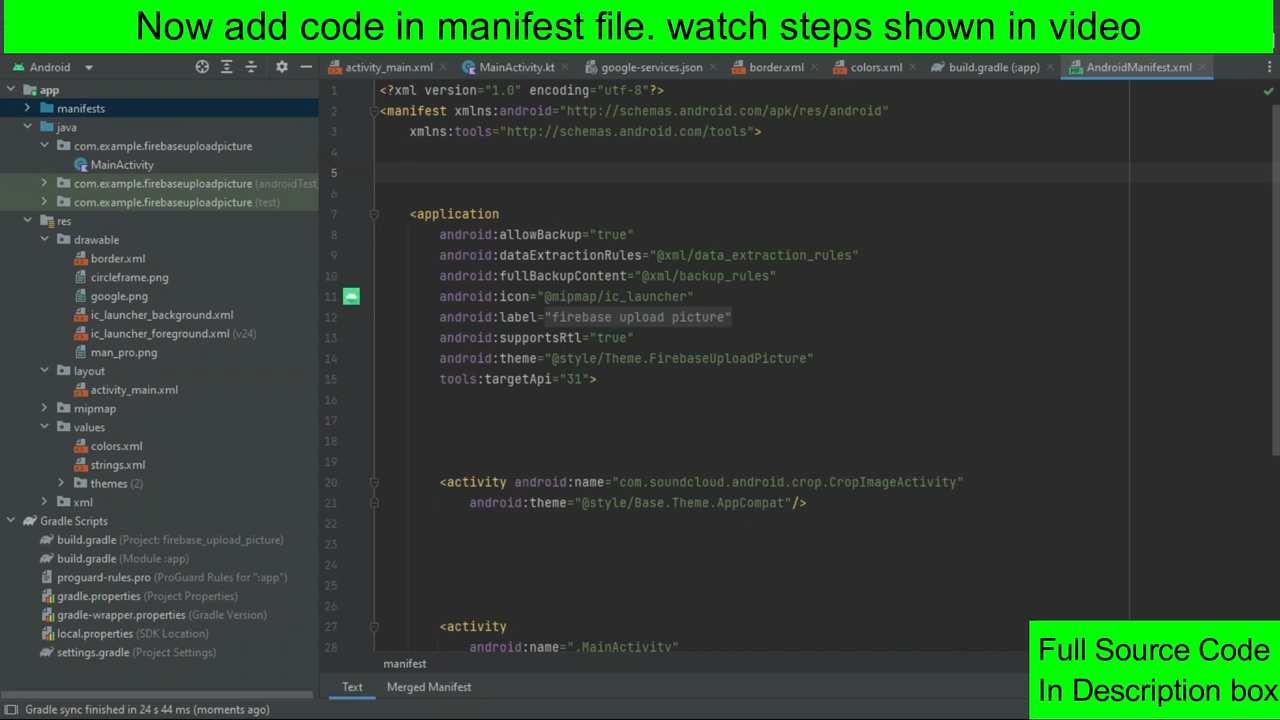 Now add code in manifest file. watch steps shown in video
Android
activity_main.xml
MainActivity.kt
google-services.json
border.xml
colors.xml
build.gradle (:app)
AndroidManifest.xml
app
manifests
java
com.example.firebaseuploadpicture
MainActivity
com.example.firebaseuploadpicture (androidTest)
com.example.firebaseuploadpicture (test)
res
drawable
border.xml
circleframe.png
google.png
ic_launcher_background.xml
ic_launcher_foreground.xml (v24)
man_pro.png
layout
activity_main.xml
mipmap
values
colors.xml
strings.xml
themes (2)
xml
Gradle Scripts
build.gradle (Project: firebase_upload_picture)
build.gradle (Module :app)
proguard-rules.pro (ProGuard Rules for ":app")
gradle.properties (Project Properties)
gradle-wrapper.properties (Gradle Version)
local.properties (SDK Location)
settings.gradle (Project Settings)
1 <?xml version="1.0" encoding="utf-8"?>
2 <manifest xmlns:android="http://schemas.android.com/apk/res/android"
3 xmlns:tools="http://schemas.android.com/tools">
4
5
6
7 <application
8 android:allowBackup="true"
9 android:dataExtractionRules="@xml/data_extraction_rules"
10 android:fullBackupContent="@xml/backup_rules"
11 android:icon="@mipmap/ic_launcher"
12 android:label="firebase upload picture"
13 android:supportsRtl="true"
14 android:theme="@style/Theme.FirebaseUploadPicture"
15 tools:targetApi="31">
16
17
18
19
20 <activity android:name="com.soundcloud.android.crop.CropImageActivity"
21 android:theme="@style/Base.Theme.AppCompat"/>
22
23
24
25
26
27 <activity
28 android:name=".MainActivity"
manifest
Text
Merged Manifest
Full Source Code
In Description box
Gradle sync finished in 24 s 44 ms (moments ago)